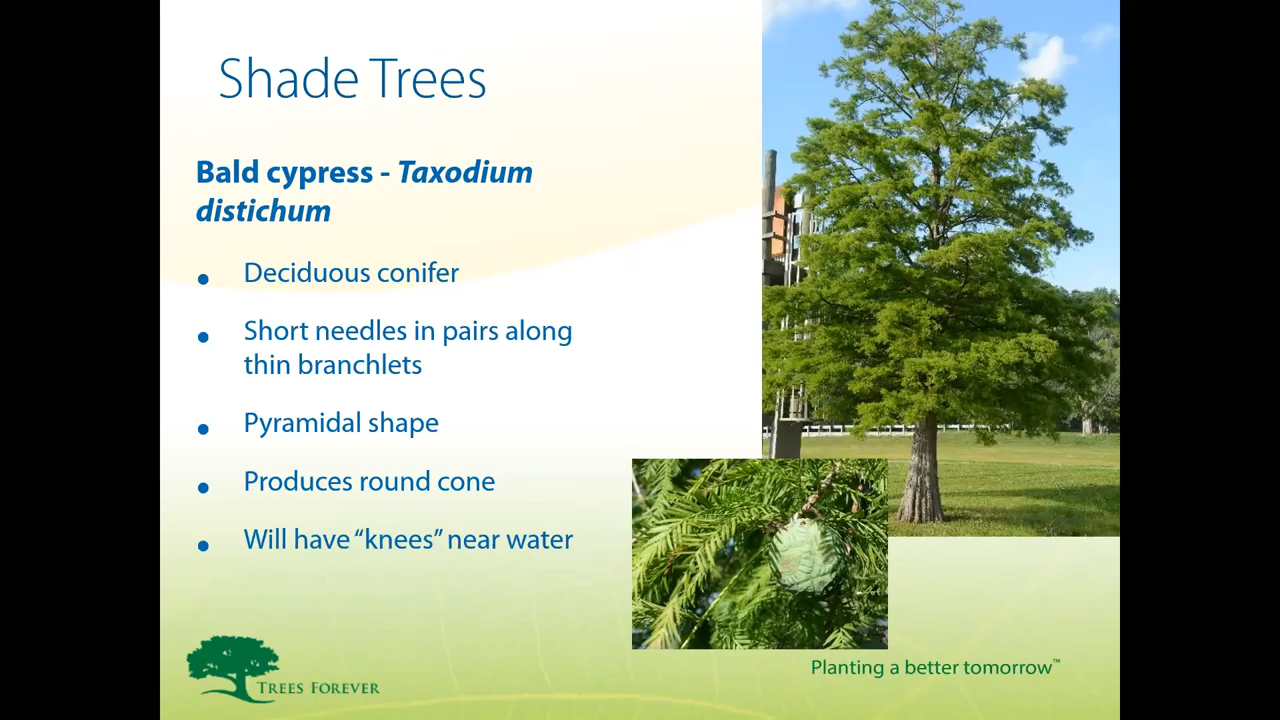 Shade Trees
Bald cypress - Taxodium
distichum
• Deciduous conifer
• Short needles in pairs along
thin branchlets
• Pyramidal shape
• Produces round cone
• Will have “knees” near water
Trees Forever
Planting a better tomorrow™